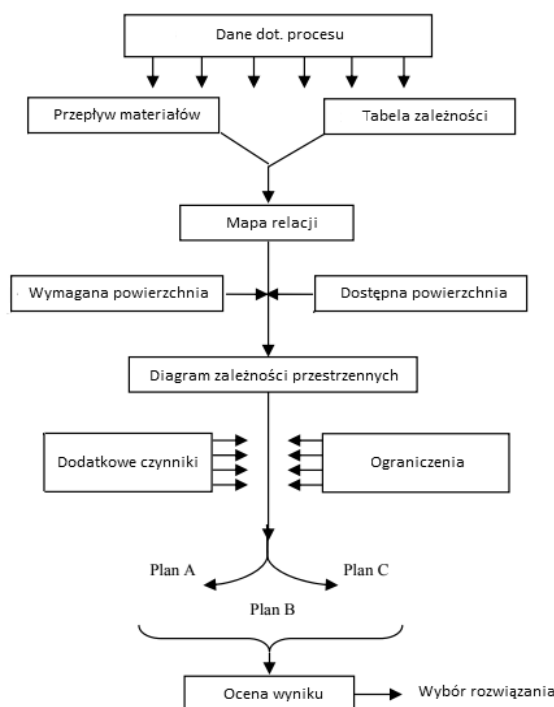 Dane dot. procesu
Przepływ materiałów
Tabela zależności
Mapa relacji
Wymagana powierzchnia
Dostępna powierzchnia
Diagram zależności przestrzennych
Dodatkowe czynniki
Ograniczenia
Plan A
Plan C
Plan B
Ocena wyniku
Wybór rozwiązania